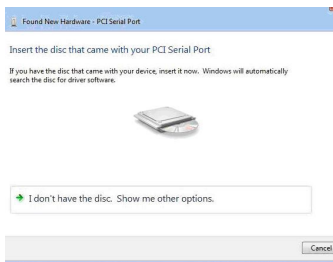 Found New Hardware - PCI Serial Port
Insert the disc that came with your PCI Serial Port
If you have the disc that came with your device, insert it now. Windows will automatically
search the disc for driver software.
I don't have the disc. Show me other options.
Cancel